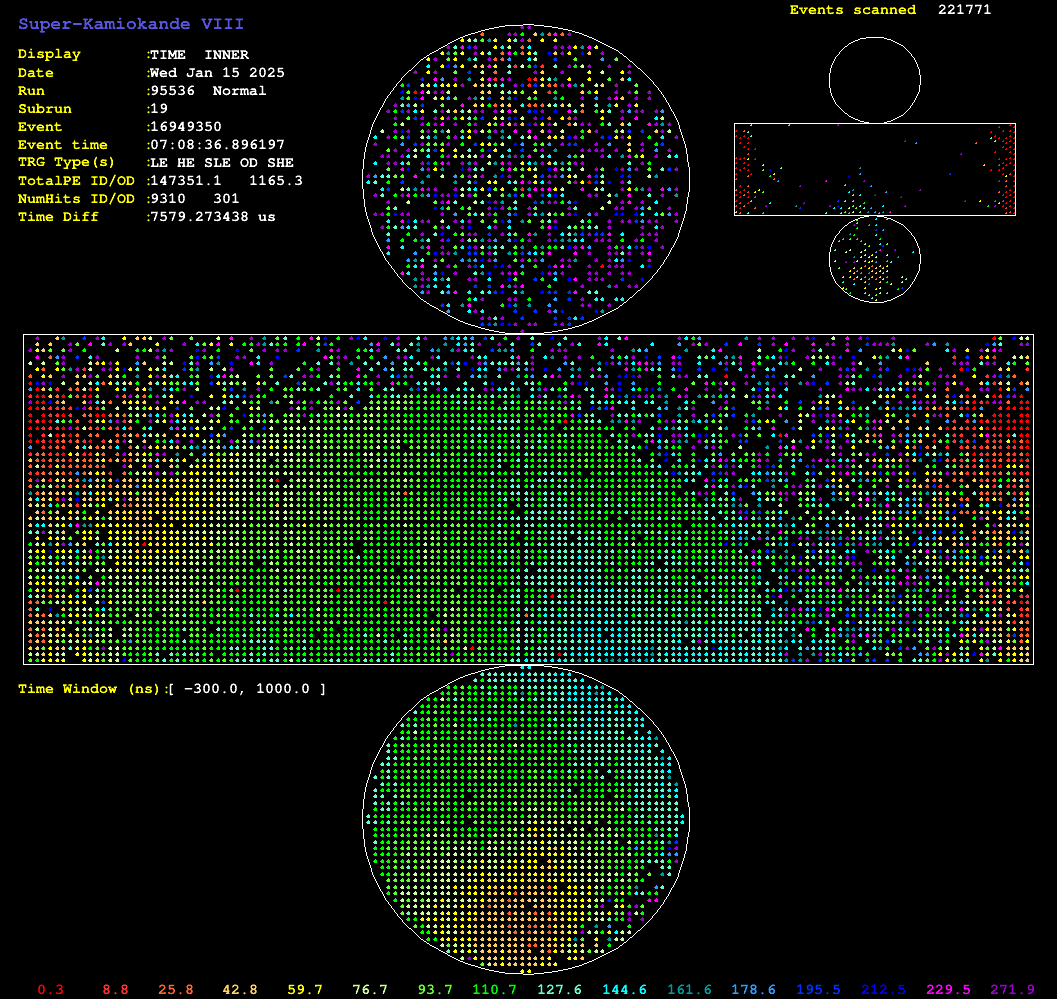 Super-Kamiokande VIII
Events scanned 221771
Display :TIME INNER
Date :Wed Jan 15 2025
Run :95536 Normal
Subrun :19
Event :16949350
Event time :07:08:36.896197
TRG Type(s) :LE HE SLE OD SHE
TotalPE ID/OD :147351.1 1165.3
NumHits ID/OD :9310 301
Time Diff :7579.273438 us
Time Window (ns):[ -300.0, 1000.0 ]
0.3 8.8 25.8 42.8 59.7 76.7 93.7 110.7 127.6 144.6 161.6 178.6 195.5 212.5 229.5 271.9